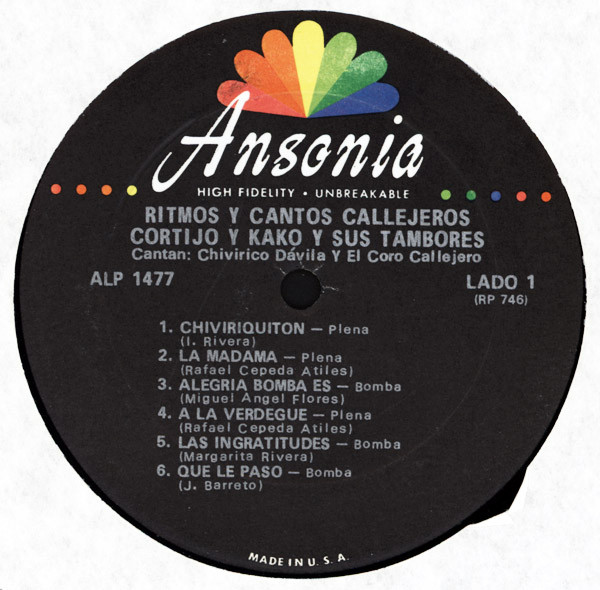 Ansonia
HIGH FIDELITY • UNBREAKABLE
RITMOS Y CANTOS CALLEJEROS
CORTIJO Y KAKO Y SUS TAMBORES
Cantan: Chivirico Dávila Y El Coro Callejero
ALP 1477
LADO 1
(RP 746)
1. CHIVIRIQUITON — Plena
(I. Rivera)
2. LA MADAMA — Plena
(Rafael Cepeda Atiles)
3. ALEGRIA BOMBA ES — Bomba
(Miguel Angel Flores)
4. A LA VERDEGUE — Plena
(Rafael Cepeda Atiles)
5. LAS INGRATITUDES — Bomba
(Margarita Rivera)
6. QUE LE PASO — Bomba
(J. Barreto)
MADE IN U. S. A.